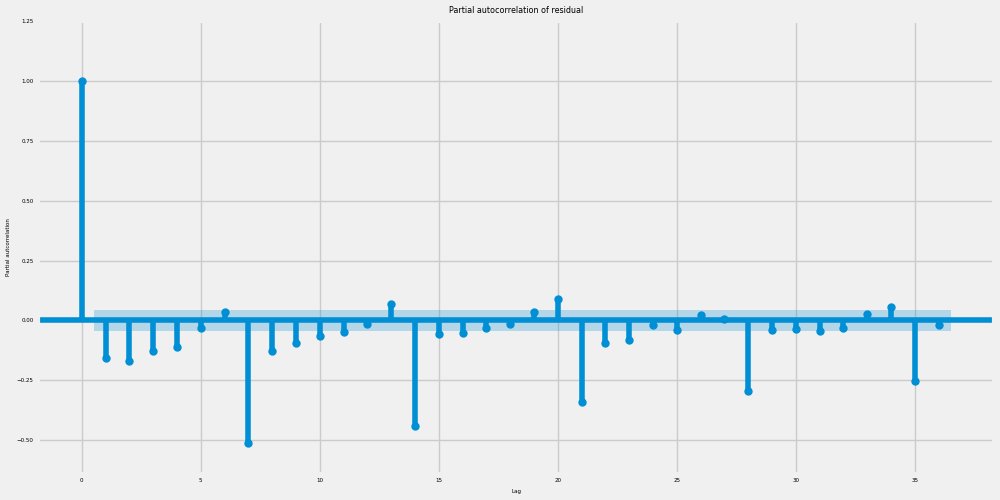 Partial autocorrelation of residual
1.25
1.00
0.75
0.50
0.25
0.00
−0.25
−0.50
Partial autocorrelation
0 5 10 15 20 25 30 35
Lag